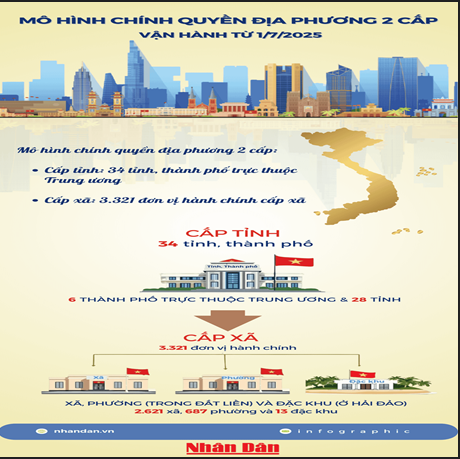 MÔ HÌNH CHÍNH QUYỀN ĐỊA PHƯƠNG 2 CẤP
VẬN HÀNH TỪ 1/7/2025
Mô hình chính quyền địa phương 2 cấp:
• Cấp tỉnh: 34 tỉnh, thành phố trực thuộc
Trung ương
• Cấp xã: 3.321 đơn vị hành chính cấp xã
CẤP TỈNH
34 tỉnh, thành phố
Tỉnh, Thành phố
6 THÀNH PHỐ TRỰC THUỘC TRUNG ƯƠNG & 28 TỈNH
CẤP XÃ
3.321 đơn vị hành chính
Xã
Phường
Đặc khu
XÃ, PHƯỜNG (TRONG ĐẤT LIỀN) VÀ ĐẶC KHU (Ở HẢI ĐẢO)
2.621 xã, 687 phường và 13 đặc khu
nhandan.vn
infographic
Nhân Dân